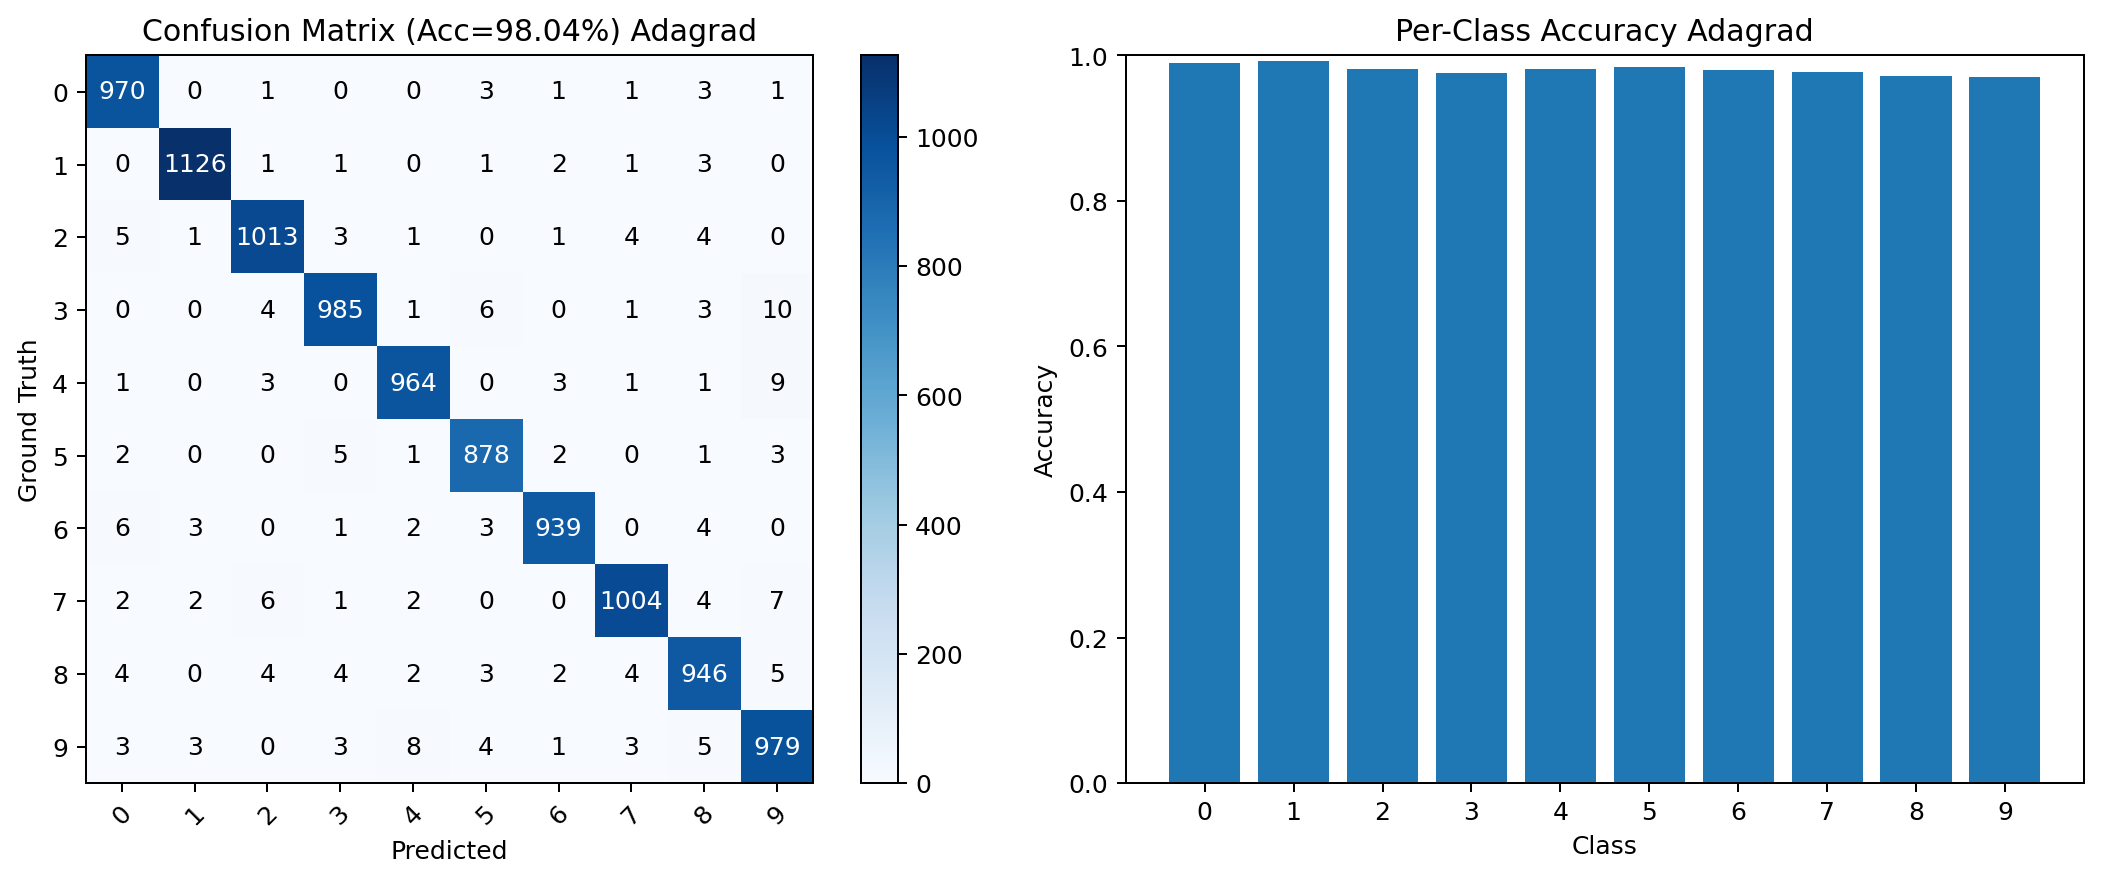 Confusion Matrix (Acc=98.04%) Adagrad
Ground Truth
0 970 0 1 0 0 3 1 1 3 1
1 0 1126 1 1 0 1 2 1 3 0
2 5 1 1013 3 1 0 1 4 4 0
3 0 0 4 985 1 6 0 1 3 10
4 1 0 3 0 964 0 3 1 1 9
5 2 0 0 5 1 878 2 0 1 3
6 6 3 0 1 2 3 939 0 4 0
7 2 2 6 1 2 0 0 1004 4 7
8 4 0 4 4 2 3 2 4 946 5
9 3 3 0 3 8 4 1 3 5 979
0 1 2 3 4 5 6 7 8 9
Predicted
1000
800
600
400
200
0
Per-Class Accuracy Adagrad
Accuracy
1.0
0.8
0.6
0.4
0.2
0.0
0 1 2 3 4 5 6 7 8 9
Class